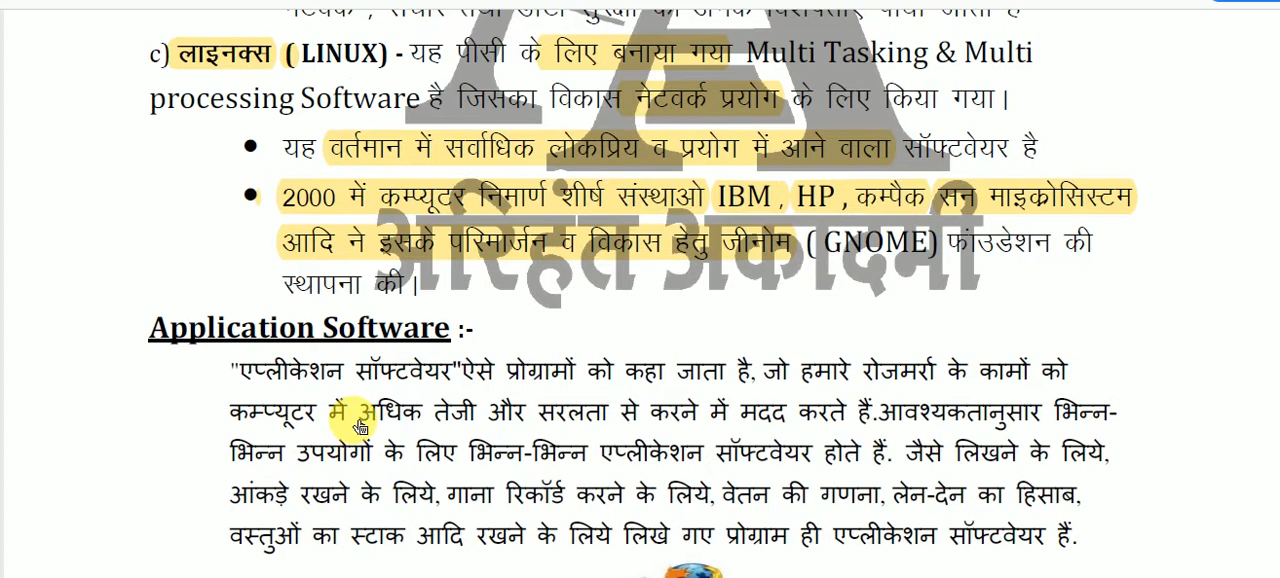 c) लाइनक्स ( LINUX) - यह पीसी के लिए बनाया गया Multi Tasking & Multi
processing Software है जिसका विकास नेटवर्क प्रयोग के लिए किया गया।
• यह वर्तमान में सर्वाधिक लोकप्रिय व प्रयोग में आने वाला सॉफ्टवेयर है
• 2000 में कम्प्यूटर निमार्ण शीर्ष संस्थाओ IBM , HP , कम्पैक सन माइक्रोसिस्टम
आदि ने इसके परिमार्जन व विकास हेतु जीनोम ( GNOME) फांउडेशन की
स्थापना की।
अरिहंत अकादमी
Application Software :-
"एप्लीकेशन सॉफ्टवेयर"ऐसे प्रोग्रामों को कहा जाता है, जो हमारे रोजमर्रा के कामों को
कम्प्यूटर में अधिक तेजी और सरलता से करने में मदद करते हैं.आवश्यकतानुसार भिन्न-
भिन्न उपयोगों के लिए भिन्न-भिन्न एप्लीकेशन सॉफ्टवेयर होते हैं. जैसे लिखने के लिये,
आंकड़े रखने के लिये, गाना रिकॉर्ड करने के लिये, वेतन की गणना, लेन-देन का हिसाब,
वस्तुओं का स्टाक आदि रखने के लिये लिखे गए प्रोग्राम ही एप्लीकेशन सॉफ्टवेयर हैं.